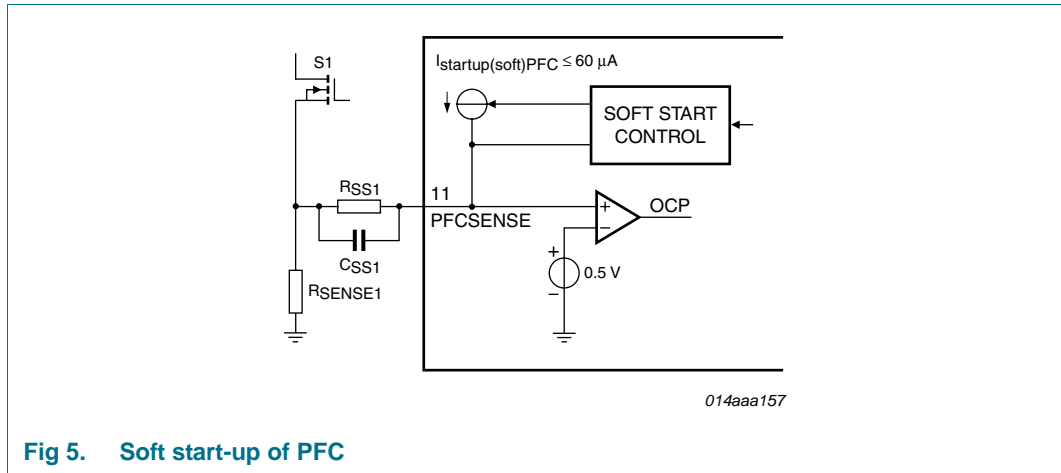 S1
Istartup(soft)PFC ≤ 60 μA
SOFT START
CONTROL
RSS1
11
PFCSENSE
CSS1
+
−
OCP
+
0.5 V
−
RSENSE1
014aaa157
Fig 5. Soft start-up of PFC